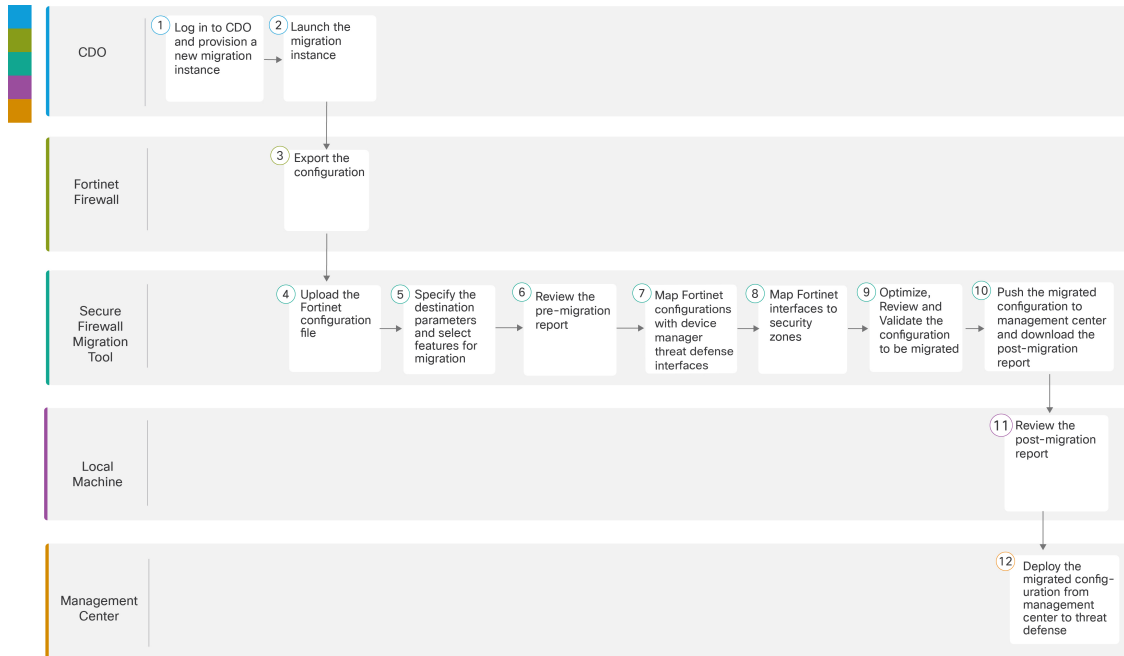 CDO
1
Log in to CDO
and provision a
new migration
instance
2
Launch the
migration
instance
Fortinet
Firewall
3
Export the
configuration
Secure
Firewall
Migration
Tool
4
Upload the
Fortinet
configuration
file
5
Specify the
destination
parameters
and select
features for
migration
6
Review the
pre-migration
report
7
Map Fortinet
configurations
with device
manager
threat defense
interfaces
8
Map Fortinet
interfaces to
security
zones
9
Optimize,
Review and
Validate the
configuration
to be migrated
10
Push the migrated
configuration to
management center
and download the
post-migration
report
Local
Machine
11
Review the
post-migration
report
Management
Center
12
Deploy the
migrated config-
uration from
management
center to threat
defense